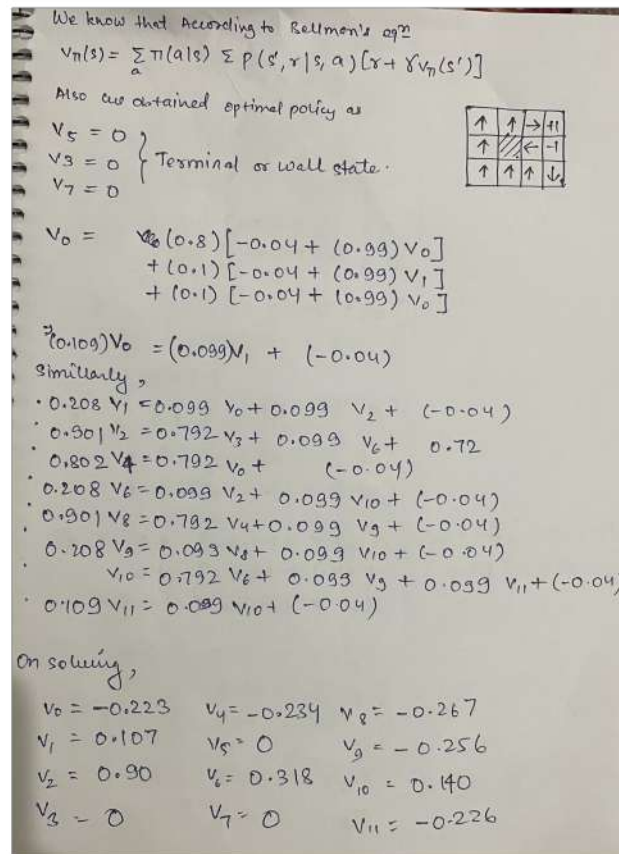 We know that According to Bellman's eqn
Vπ(s) = Σ π(a|s) Σ p(s', r | s, a) [r + γVπ(s')]
a
Also our obtained optimal policy as
V5 = 0
V3 = 0 } Terminal or wall state.
V7 = 0
↑ ↑ → +1
↑ ← -1
↑ ↑ ↑ ↓
V0 = (0.8) [-0.04 + (0.99) V0]
+ (0.1) [-0.04 + (0.99) V1]
+ (0.1) [-0.04 + (0.99) V0]
⇒ (0.109)V0 = (0.099)V1 + (-0.04)
Similarly,
· 0.208 V1 = 0.099 V0 + 0.099 V2 + (-0.04)
· 0.901 V2 = 0.792 V3 + 0.099 V6 + 0.72
· 0.802 V4 = 0.792 V0 + (-0.04)
0.208 V6 = 0.099 V2 + 0.099 V10 + (-0.04)
· 0.901 V8 = 0.792 V4 + 0.099 V9 + (-0.04)
0.208 V9 = 0.099 V8 + 0.099 V10 + (-0.04)
V10 = 0.792 V6 + 0.099 V9 + 0.099 V11 + (-0.04)
· 0.109 V11 = 0.099 V10 + (-0.04)
On solving,
V0 = -0.223 V4 = -0.234 V8 = -0.267
V1 = 0.107 V5 = 0 V9 = -0.256
V2 = 0.90 V6 = 0.318 V10 = 0.140
V3 = 0 V7 = 0 V11 = -0.226